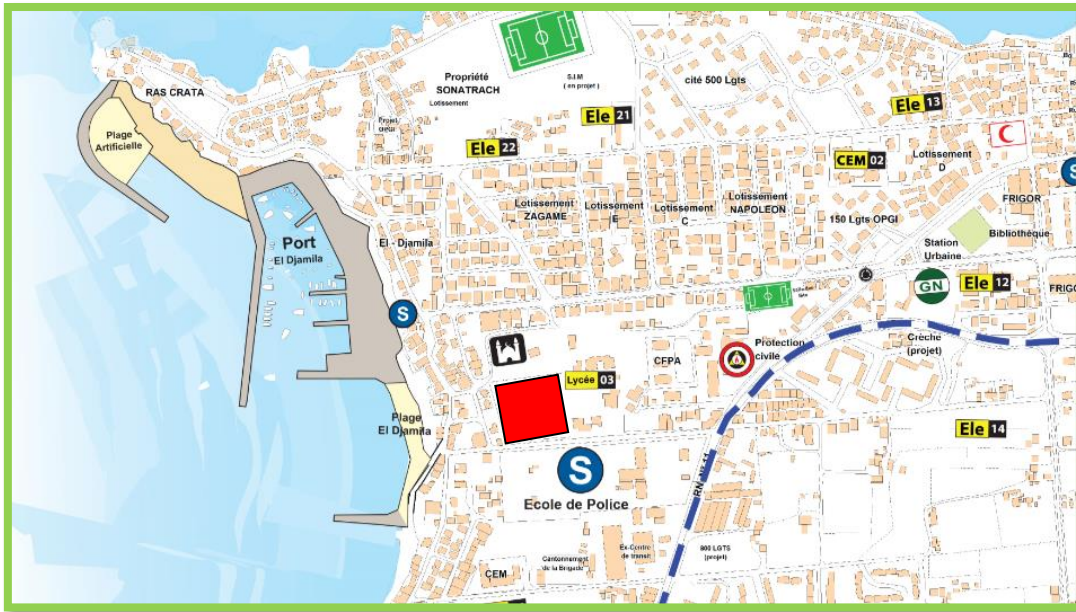 RAS CRATA
Plage
Artificielle
Port
El Djamila
El - Djamila
S
Plage
El Djamila
Propriété
SONATRACH
Lotissement
S.I.M
( en projet )
cité 500 Lgts
Ele 21
Ele 22
Ele 13
CEM 02
Lotissement
D
S
FRIGOR
Bibliothèque
Lotissement
ZAGAME
Lotissement
E
Lotissement
C
Lotissement
NAPOLEON
150 Lgts OPGI
Station
Urbaine
GN
Ele 12
FRIGO
Crèche
(projet)
Protection
civile
CFPA
Lycée 03
Ele 14
RN N° 11
S
Ecole de Police
Cantonnement
de la Brigade
Ex-Centre
de transit
800 LGTS
(projet)
CEM